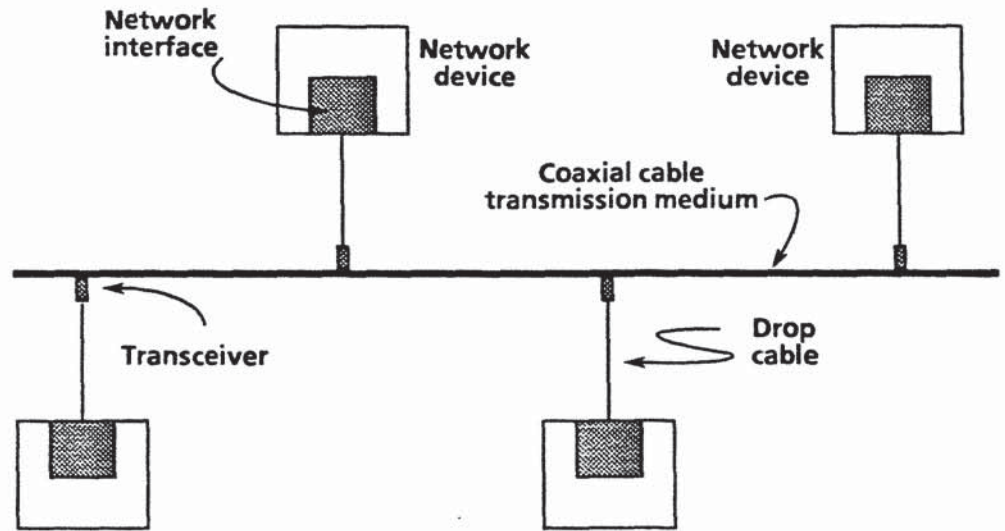 Network
interface
Network
device
Network
device
Coaxial cable
transmission medium
Transceiver
Drop
cable